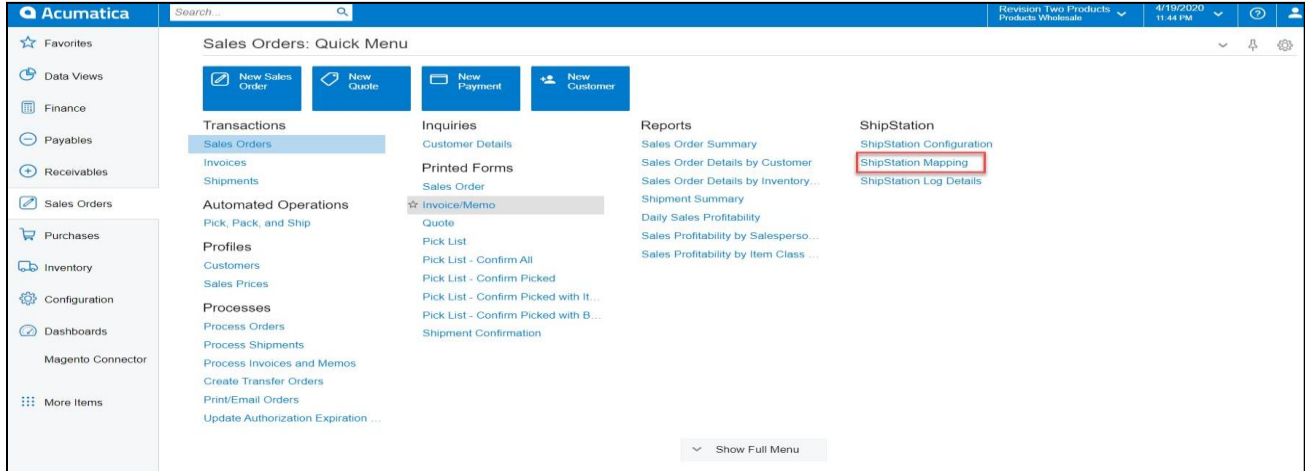 Acumatica
Search...
Revision Two Products
Products Wholesale
4/19/2020
11:44 PM
Favorites
Data Views
Finance
Payables
Receivables
Sales Orders
Purchases
Inventory
Configuration
Dashboards
Magento Connector
More Items
Sales Orders: Quick Menu
New Sales
Order
New
Quote
New
Payment
New
Customer
Transactions
Sales Orders
Invoices
Shipments
Automated Operations
Pick, Pack, and Ship
Profiles
Customers
Sales Prices
Processes
Process Orders
Process Shipments
Process Invoices and Memos
Create Transfer Orders
Print/Email Orders
Update Authorization Expiration ...
Inquiries
Customer Details
Printed Forms
Sales Order
Invoice/Memo
Quote
Pick List
Pick List - Confirm All
Pick List - Confirm Picked
Pick List - Confirm Picked with It...
Pick List - Confirm Picked with B...
Shipment Confirmation
Reports
Sales Order Summary
Sales Order Details by Customer
Sales Order Details by Inventory...
Shipment Summary
Daily Sales Profitability
Sales Profitability by Salesperso...
Sales Profitability by Item Class ...
ShipStation
ShipStation Configuration
ShipStation Mapping
ShipStation Log Details
Show Full Menu